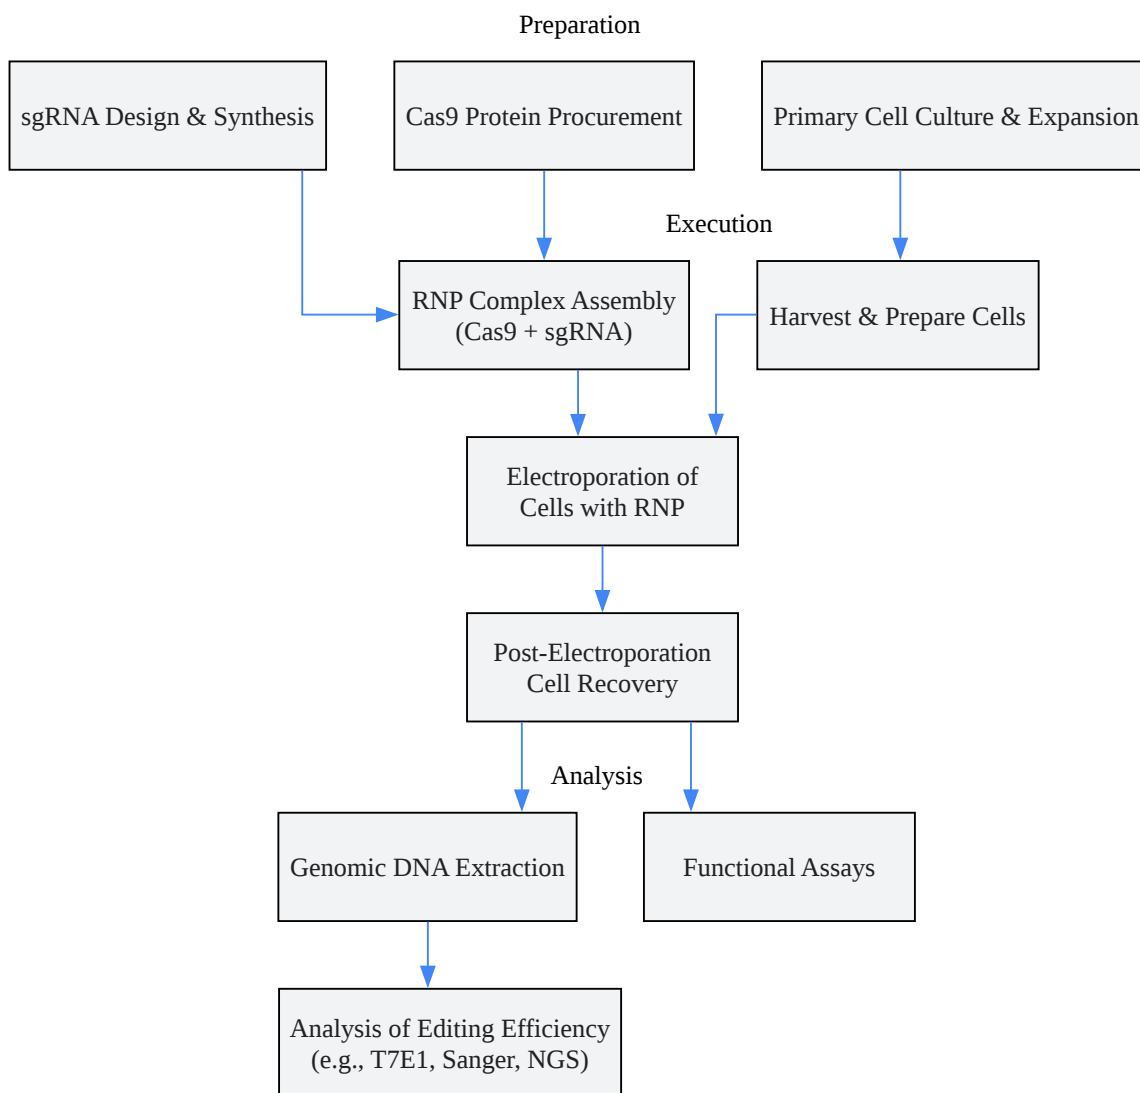 Preparation
sgRNA Design & Synthesis
Cas9 Protein Procurement
Primary Cell Culture & Expansion
Execution
RNP Complex Assembly
(Cas9 + sgRNA)
Harvest & Prepare Cells
Electroporation of
Cells with RNP
Post-Electroporation
Cell Recovery
Analysis
Genomic DNA Extraction
Functional Assays
Analysis of Editing Efficiency
(e.g., T7E1, Sanger, NGS)